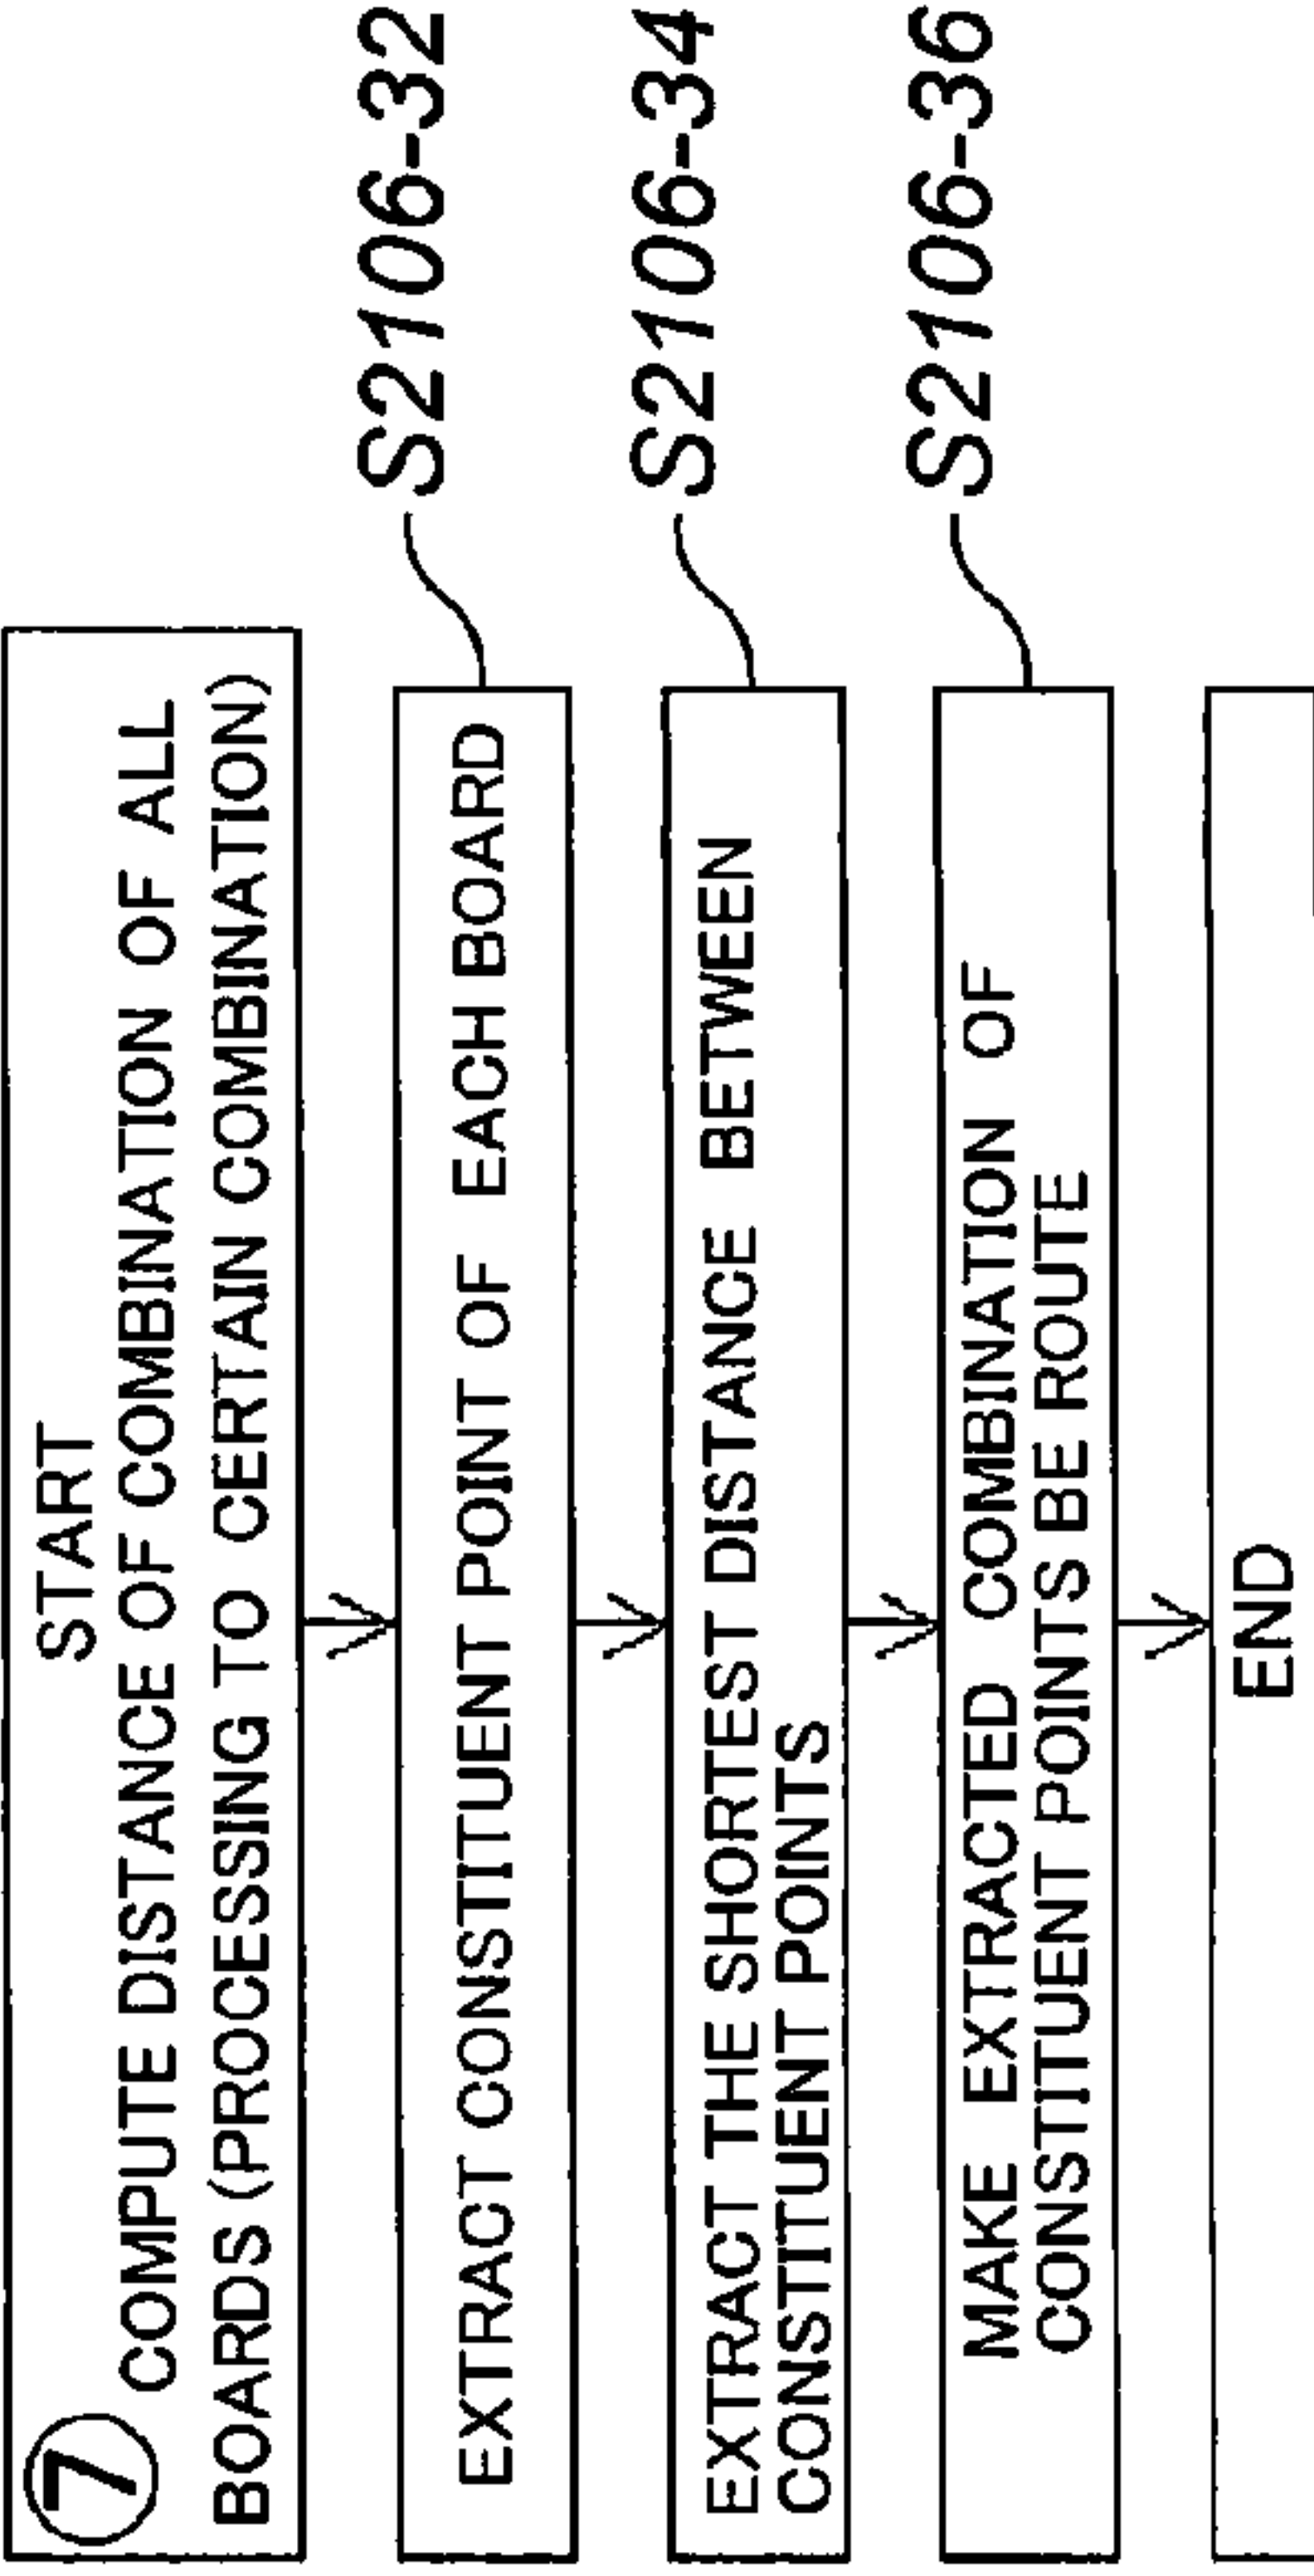 START
7 COMPUTE DISTANCE OF COMBINATION OF ALL
BOARDS (PROCESSING TO CERTAIN COMBINATION)
EXTRACT CONSTITUENT POINT OF EACH BOARD
S2106-32
EXTRACT THE SHORTEST DISTANCE BETWEEN
CONSTITUENT POINTS
S2106-34
MAKE EXTRACTED COMBINATION OF
CONSTITUENT POINTS BE ROUTE
S2106-36
END